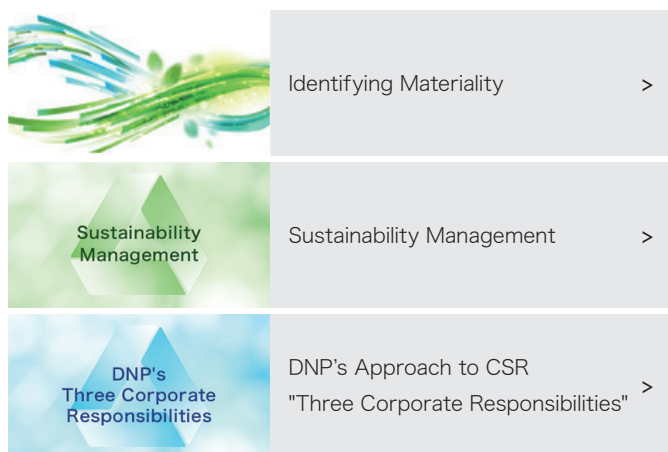 Identifying Materiality
>
Sustainability
Management
Sustainability Management
>
DNP's
Three Corporate
Responsibilities
DNP’s Approach to CSR
"Three Corporate Responsibilities"
>